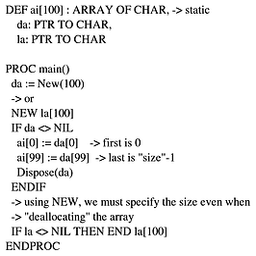 DEF ai[100] : ARRAY OF CHAR, -> static
da: PTR TO CHAR,
la: PTR TO CHAR
PROC main()
da := New(100)
-> or
NEW la[100]
IF da <> NIL
ai[0] := da[0] -> first is 0
ai[99] := da[99] -> last is "size"-1
Dispose(da)
ENDIF
-> using NEW, we must specify the size even when
-> "deallocating" the array
IF la <> NIL THEN END la[100]
ENDPROC